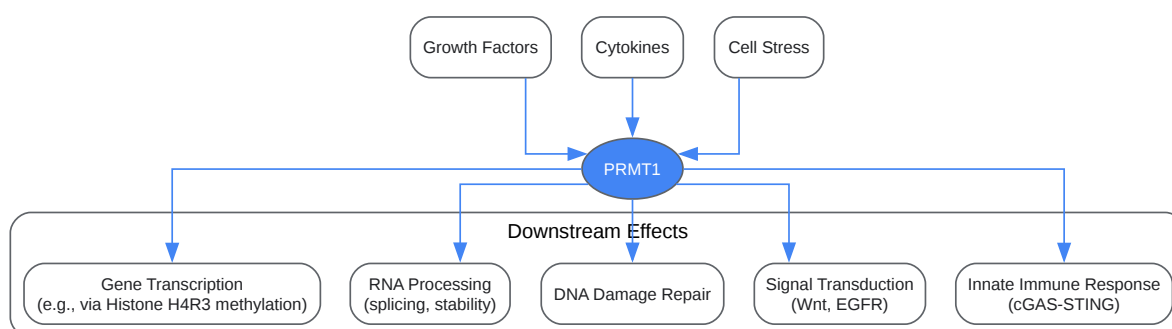 Growth Factors
Cytokines
Cell Stress
PRMT1
Downstream Effects
Gene Transcription
(e.g., via Histone H4R3 methylation)
RNA Processing
(splicing, stability)
DNA Damage Repair
Signal Transduction
(Wnt, EGFR)
Innate Immune Response
(cGAS-STING)